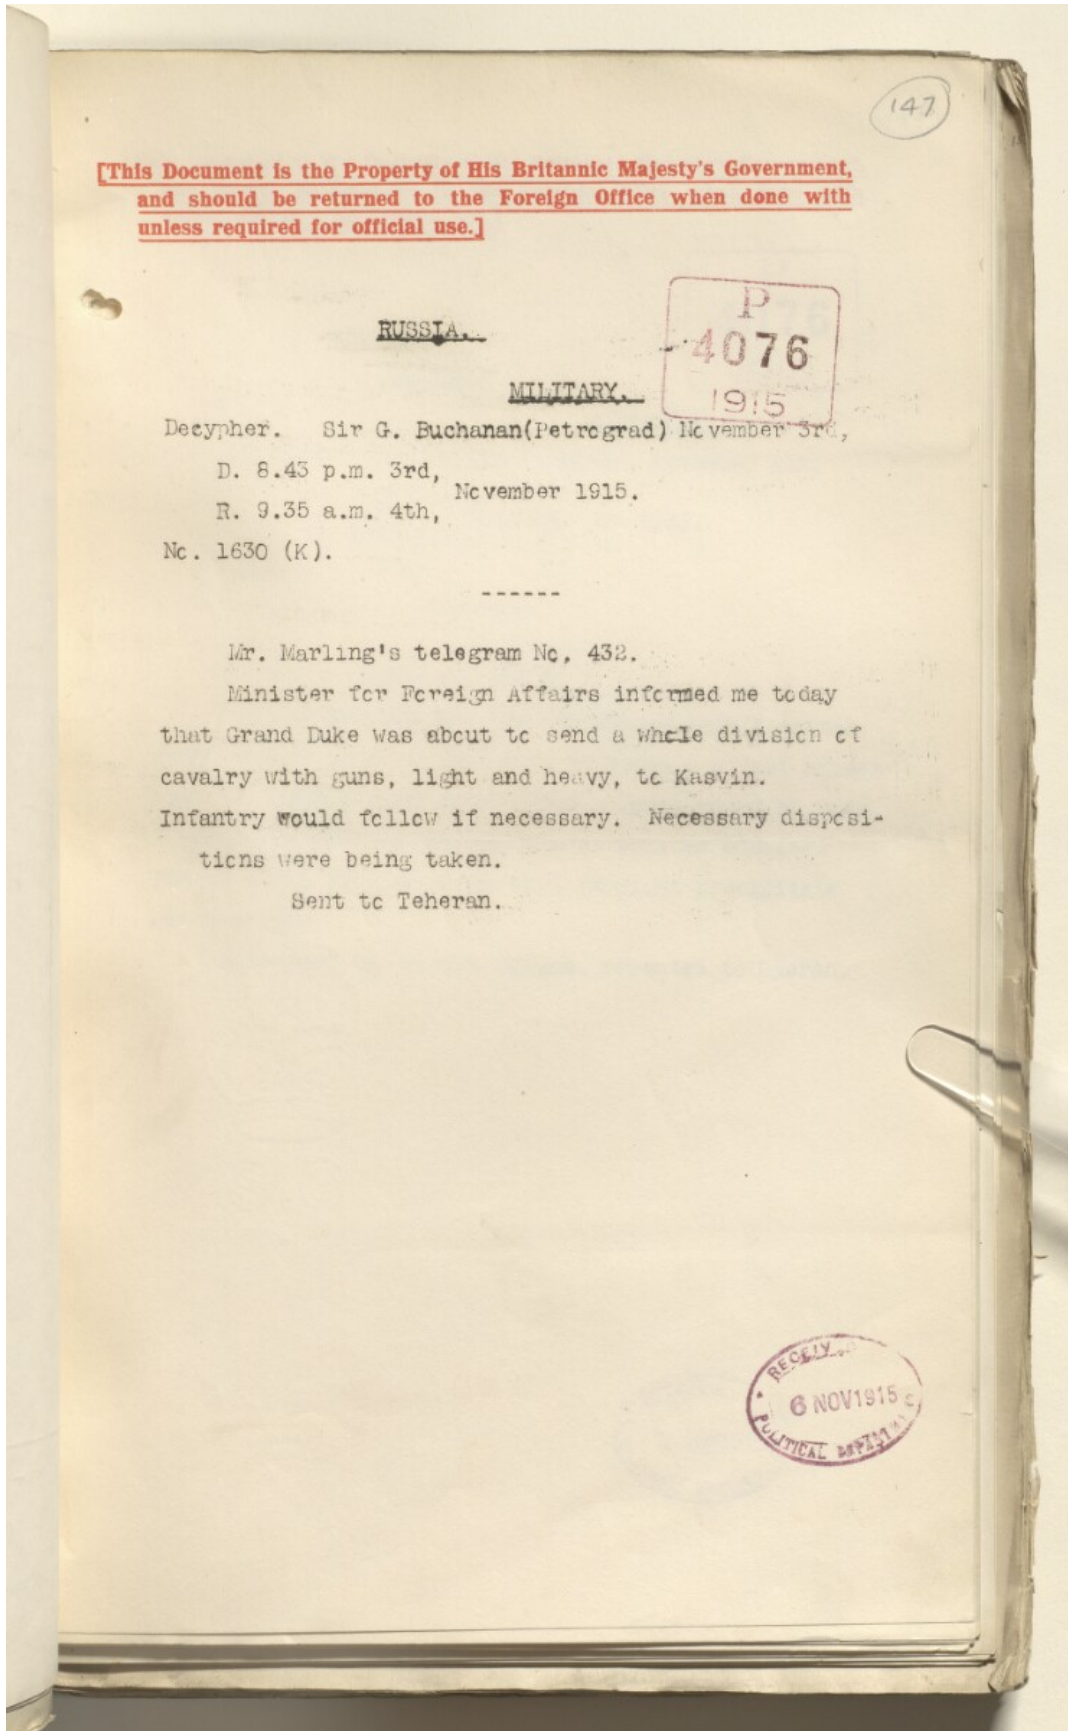 147
[This Document is the Property of His Britannic Majesty's Government,
and should be returned to the Foreign Office when done with
unless required for official use.]
RUSSIA.
P
4076
1915
MILITARY.
Decypher. Sir G. Buchanan(Petrograd) November 3rd,
D. 8.43 p.m. 3rd,
November 1915.
R. 9.35 a.m. 4th,
No. 1630 (K).
------
Mr. Marling's telegram No. 432.
Minister for Foreign Affairs informed me today
that Grand Duke was about to send a whole division of
cavalry with guns, light and heavy, to Kasvin.
Infantry would follow if necessary. Necessary disposi-
tions were being taken.
Sent to Teheran.
RECEIV
6 NOV 1915
POLITICAL